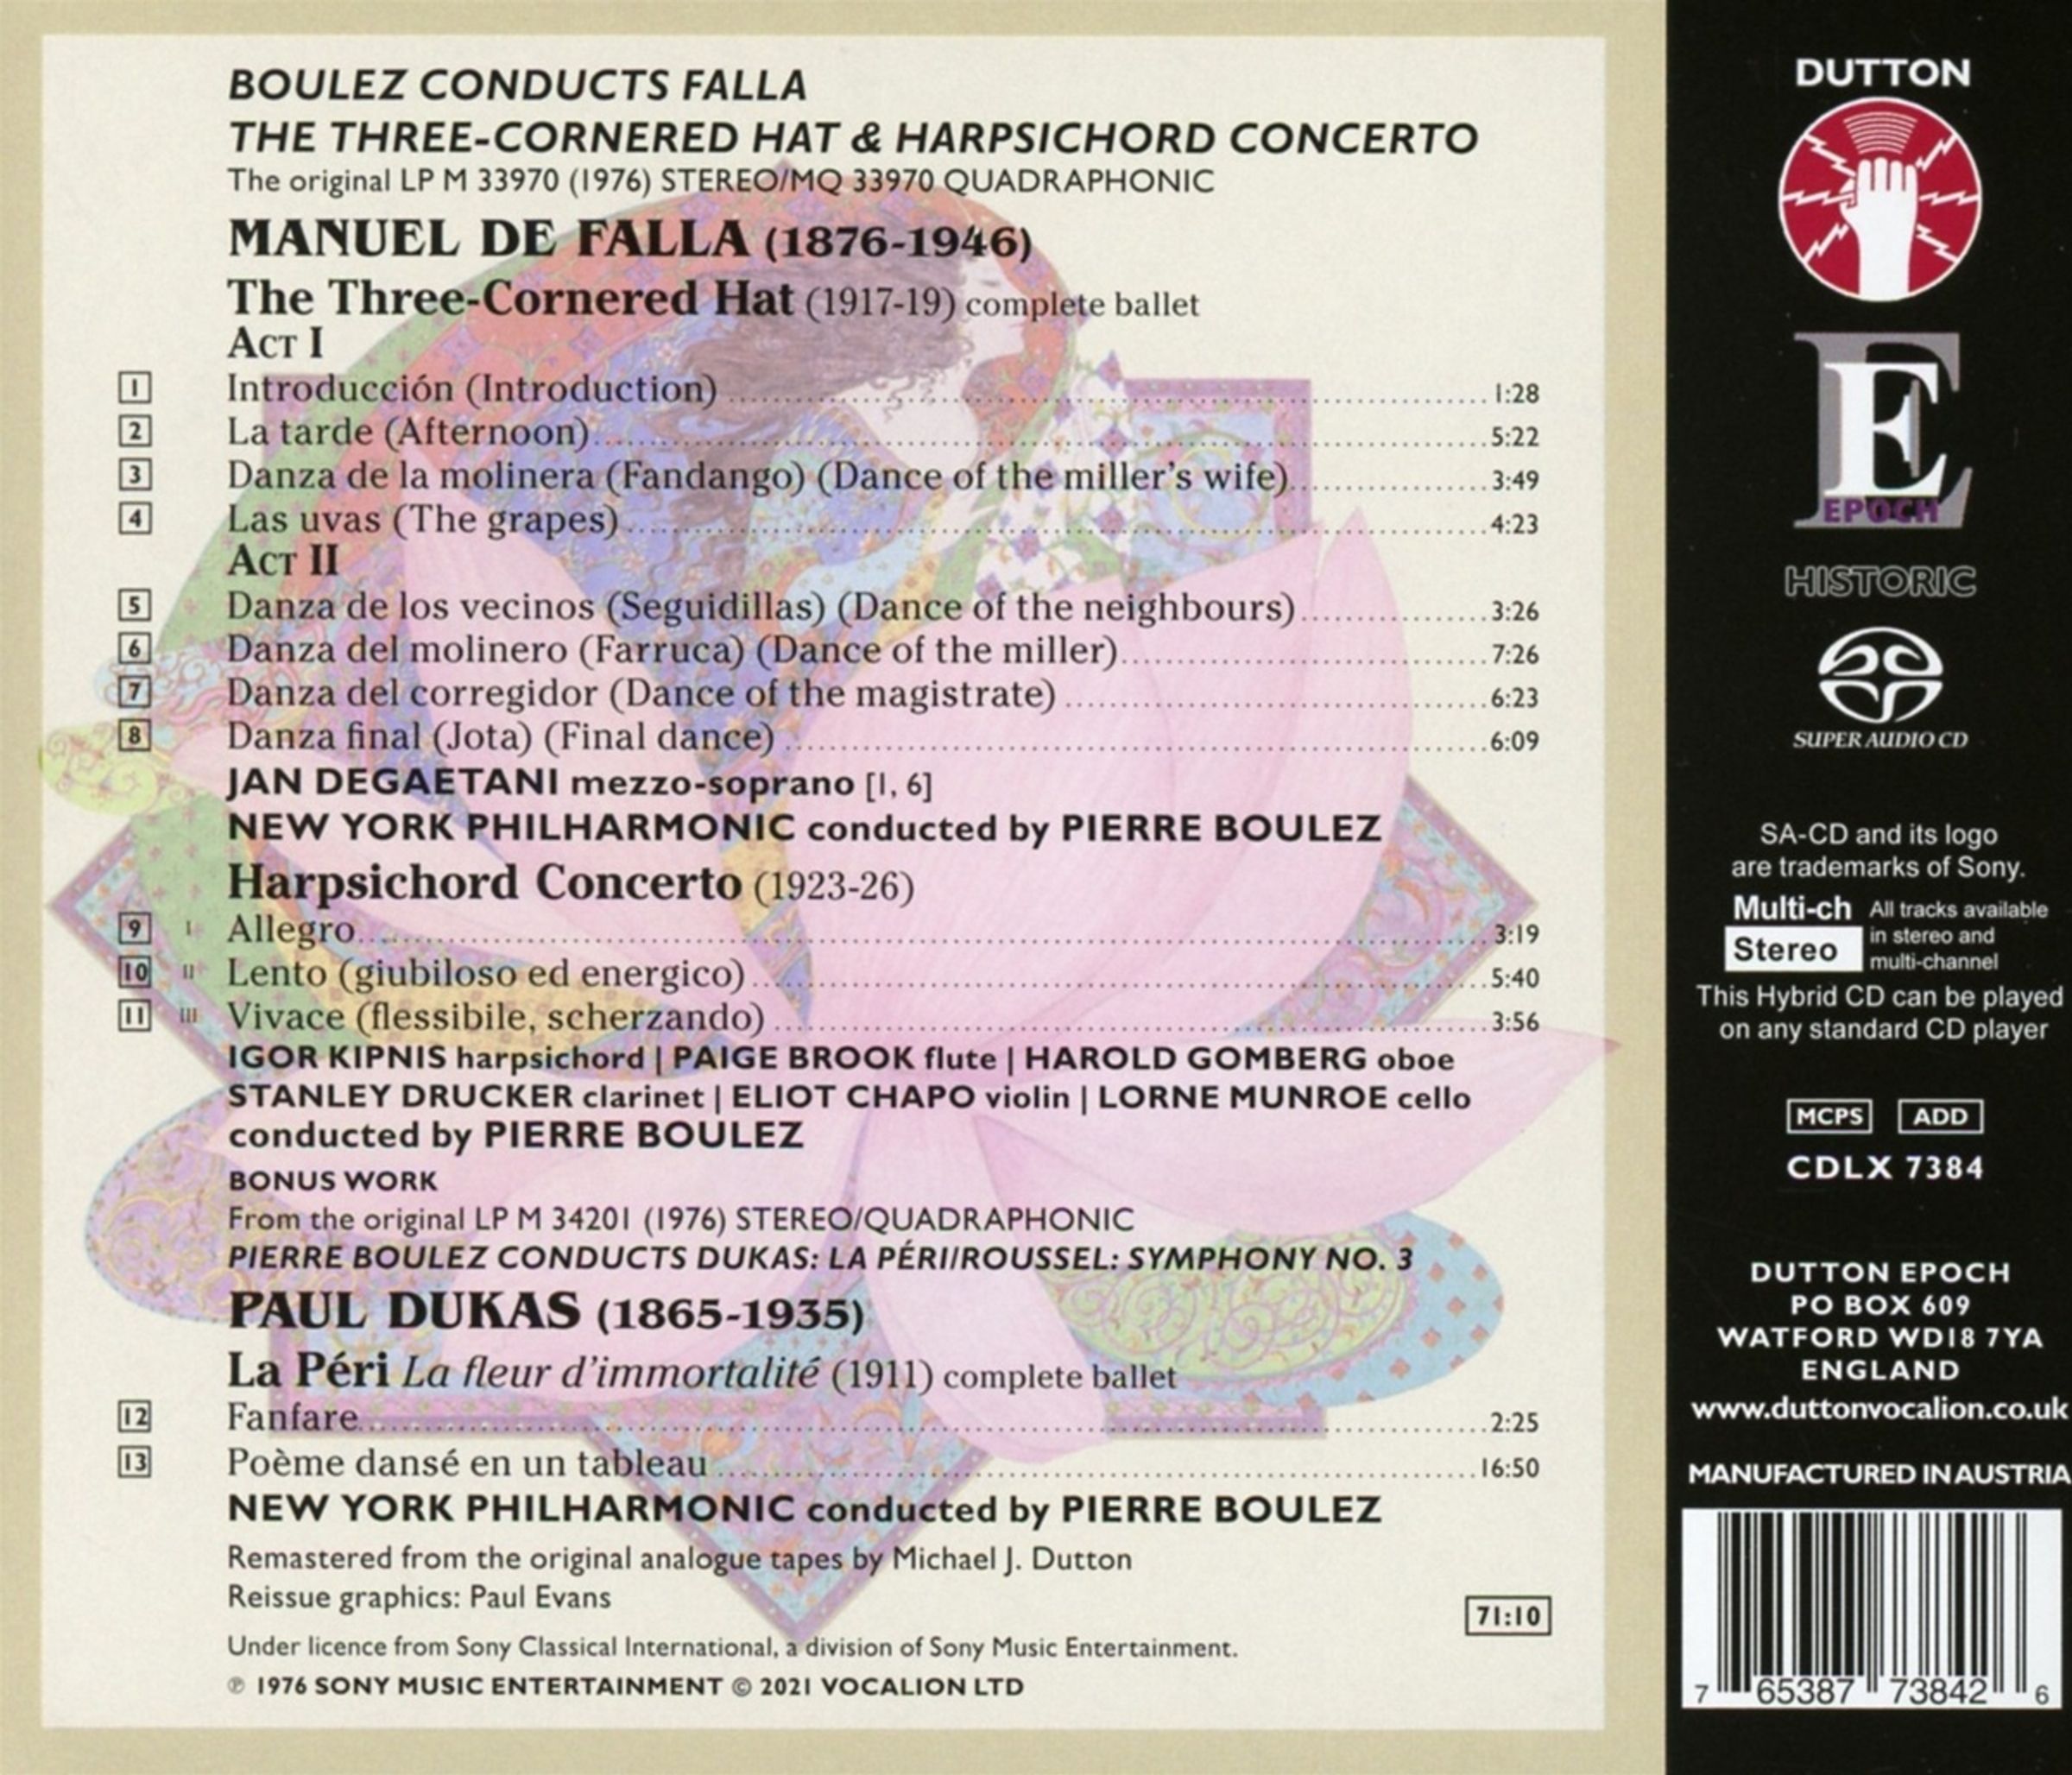 BOULEZ CONDUCTS FALLA
THE THREE-CORNERED HAT & HARPSICHORD CONCERTO
The original LP M 33970 (1976) STEREO/MQ 33970 QUADRAPHONIC
MANUEL DE FALLA (1876-1946)
The Three-Cornered Hat (1917-19) complete ballet
ACT I
1 Introducción (Introduction) 1:28
2 La tarde (Afternoon) 5:22
3 Danza de la molinera (Fandango) (Dance of the miller's wife) 3:49
4 Las uvas (The grapes) 4:23
ACT II
5 Danza de los vecinos (Seguidillas) (Dance of the neighbours) 3:26
6 Danza del molinero (Farruca) (Dance of the miller) 7:26
7 Danza del corregidor (Dance of the magistrate) 6:23
8 Danza final (Jota) (Final dance) 6:09
JAN DEGAETANI mezzo-soprano [1, 6]
NEW YORK PHILHARMONIC conducted by PIERRE BOULEZ
Harpsichord Concerto (1923-26)
9 I Allegro 3:19
10 II Lento (giubiloso ed energico) 5:40
11 III Vivace (flessibile, scherzando) 3:56
IGOR KIPNIS harpsichord | PAIGE BROOK flute | HAROLD GOMBERG oboe
STANLEY DRUCKER clarinet | ELIOT CHAPO violin | LORNE MUNROE cello
conducted by PIERRE BOULEZ
BONUS WORK
From the original LP M 34201 (1976) STEREO/QUADRAPHONIC
PIERRE BOULEZ CONDUCTS DUKAS: LA PÉRI/ROUSSEL: SYMPHONY NO. 3
PAUL DUKAS (1865-1935)
La Péri La fleur d'immortalité (1911) complete ballet
12 Fanfare 2:25
13 Poème dansé en un tableau 16:50
NEW YORK PHILHARMONIC conducted by PIERRE BOULEZ
Remastered from the original analogue tapes by Michael J. Dutton
Reissue graphics: Paul Evans
71:10
Under licence from Sony Classical International, a division of Sony Music Entertainment.
℗ 1976 SONY MUSIC ENTERTAINMENT © 2021 VOCALION LTD
DUTTON
E
EPOCH
HISTORIC
SUPER AUDIO CD
SA-CD and its logo
are trademarks of Sony.
Multi-ch
Stereo
All tracks available
in stereo and
multi-channel
This Hybrid CD can be played
on any standard CD player
MCPS ADD
CDLX 7384
DUTTON EPOCH
PO BOX 609
WATFORD WD18 7YA
ENGLAND
www.duttonvocalion.co.uk
MANUFACTURED IN AUSTRIA
7 65387 73842 6